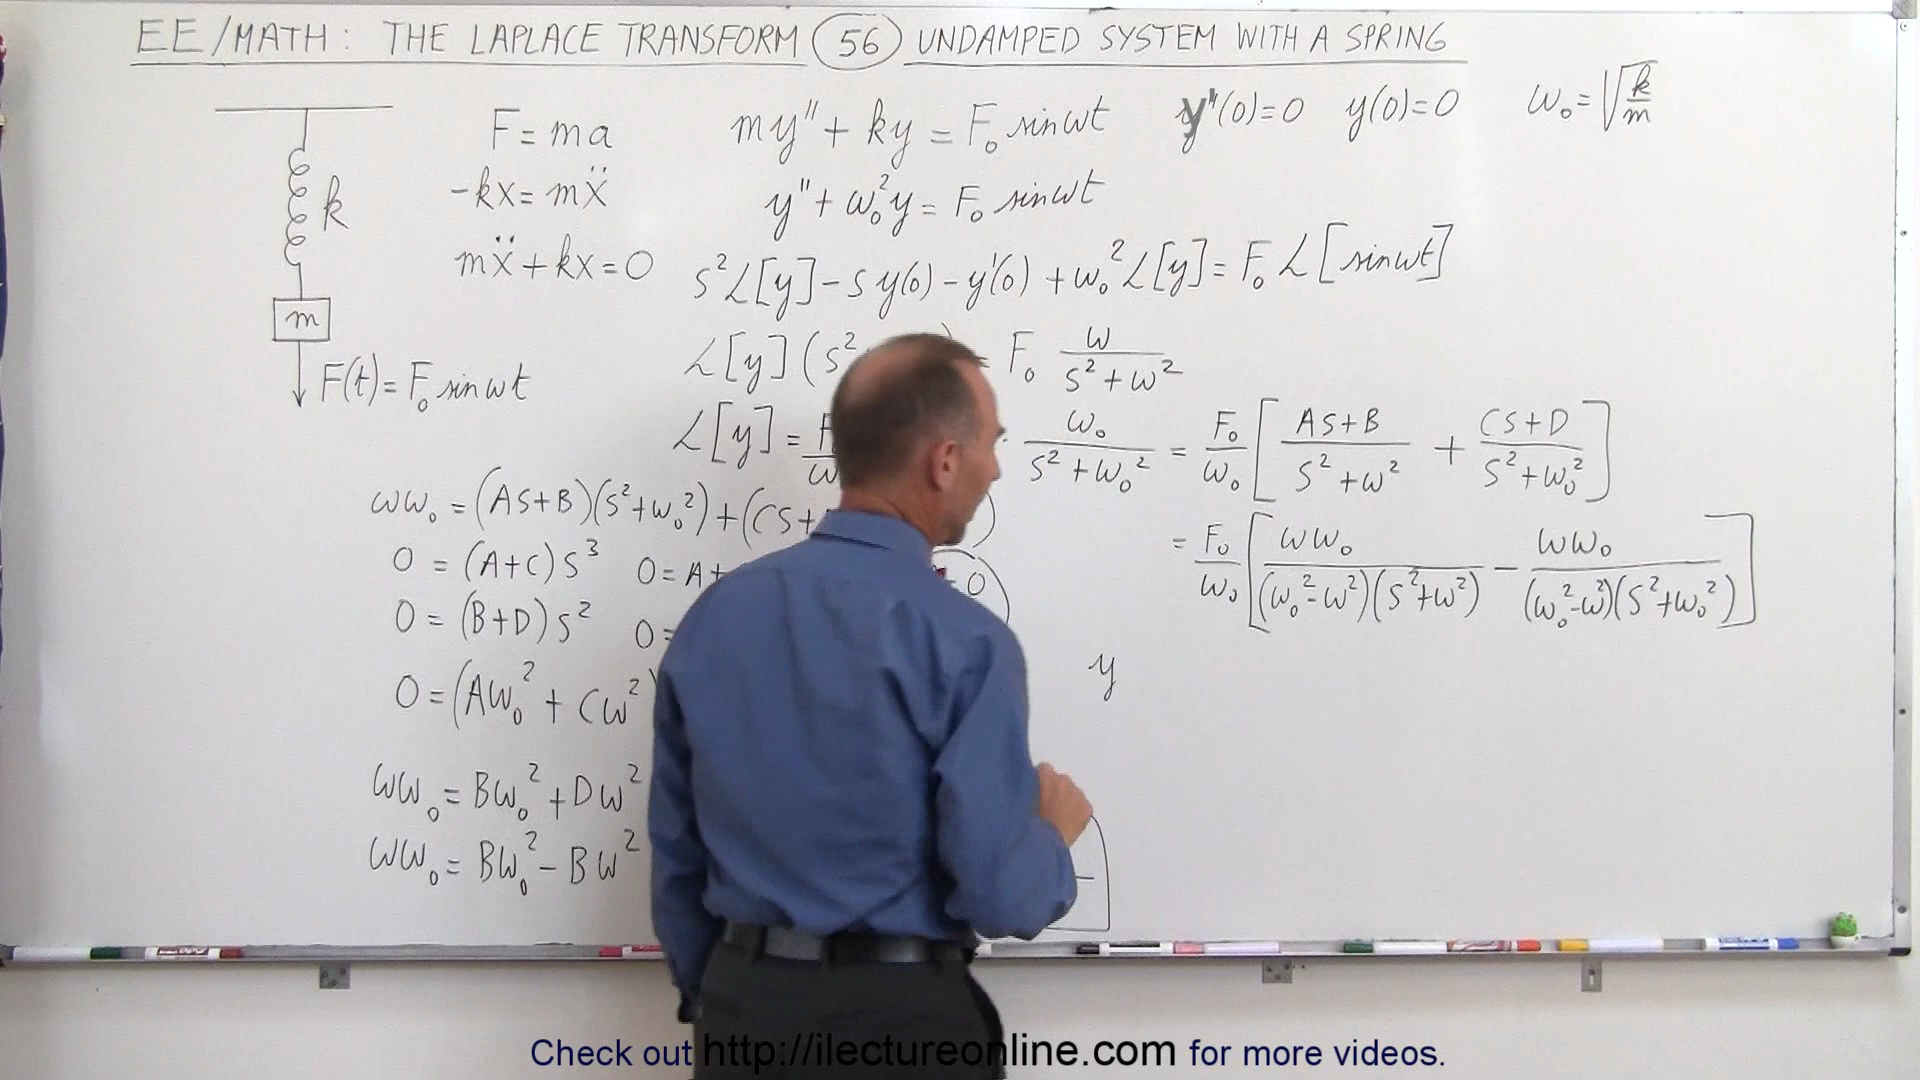 EE/MATH: THE LAPLACE TRANSFORM 56 UNDAMPED SYSTEM WITH A SPRING
F = ma
my" + ky = F₀ sin ωt
y'(0)=0 y(0)=0
ω₀ = √(k/m)
k
-kx = mẍ
y" + ω₀²y = F₀ sin ωt
mẍ + kx = 0
s²ℒ[y] - sy(0) - y'(0) + ω₀²ℒ[y] = F₀ ℒ[sin ωt]
m
F(t) = F₀ sin ωt
ℒ[y](s² F₀ ω/(s²+ω²)
ℒ[y] = ω₀/(s²+ω₀²) = F₀/ω₀ [(As+B)/(s²+ω²) + (Cs+D)/(s²+ω₀²)]
ωω₀ = (As+B)(s²+ω₀²)+(Cs+ )
= F₀/ω₀ [ωω₀/((ω₀²-ω²)(s²+ω²)) - ωω₀/((ω₀²-ω²)(s²+ω₀²))]
0 = (A+C)s³ 0=A+ 0
0 = (B+D)s² 0=
0 = (Aω₀² + Cω²
y
ωω₀ = Bω₀² + Dω²
ωω₀ = Bω₀² - Bω²
Check out http://ilectureonline.com for more videos.